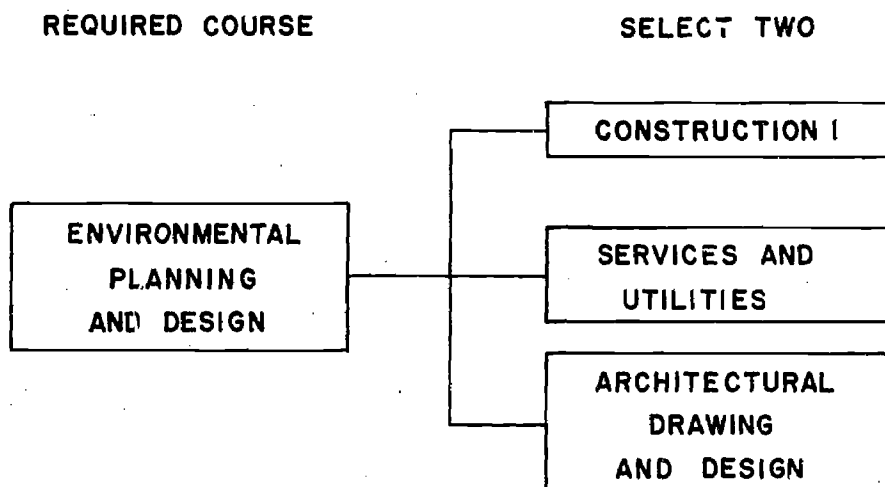 REQUIRED COURSE
SELECT TWO
CONSTRUCTION I
ENVIRONMENTAL
PLANNING
AND DESIGN
SERVICES AND
UTILITIES
ARCHITECTURAL
DRAWING
AND DESIGN